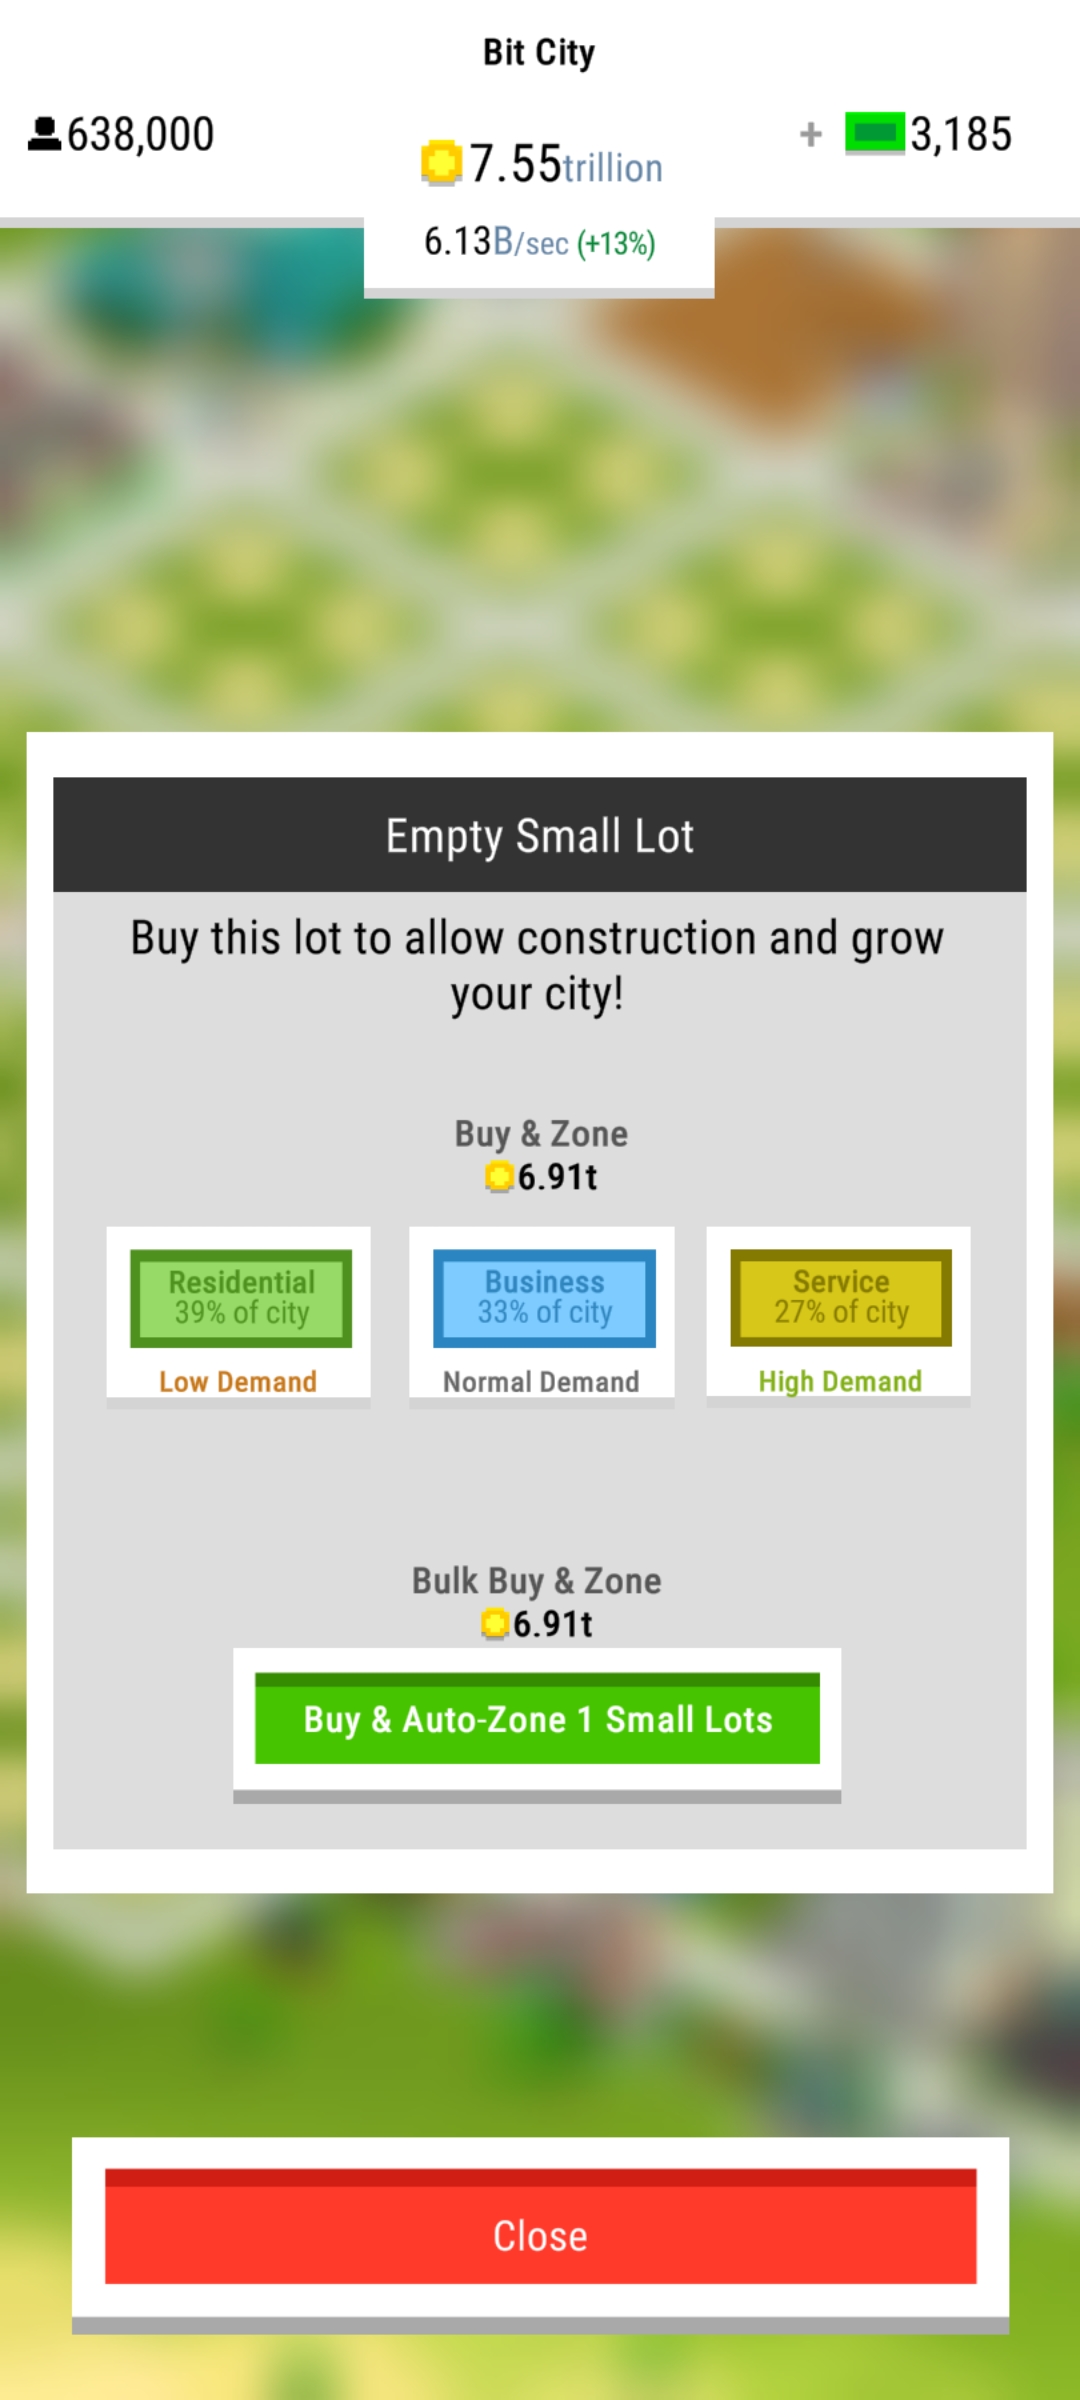 Bit City
638,000
7.55trillion
+ 3,185
6.13B/sec (+13%)
Empty Small Lot
Buy this lot to allow construction and grow
your city!
Buy & Zone
6.91t
Residential
39% of city
Low Demand
Business
33% of city
Normal Demand
Service
27% of city
High Demand
Bulk Buy & Zone
6.91t
Buy & Auto-Zone 1 Small Lots
Close